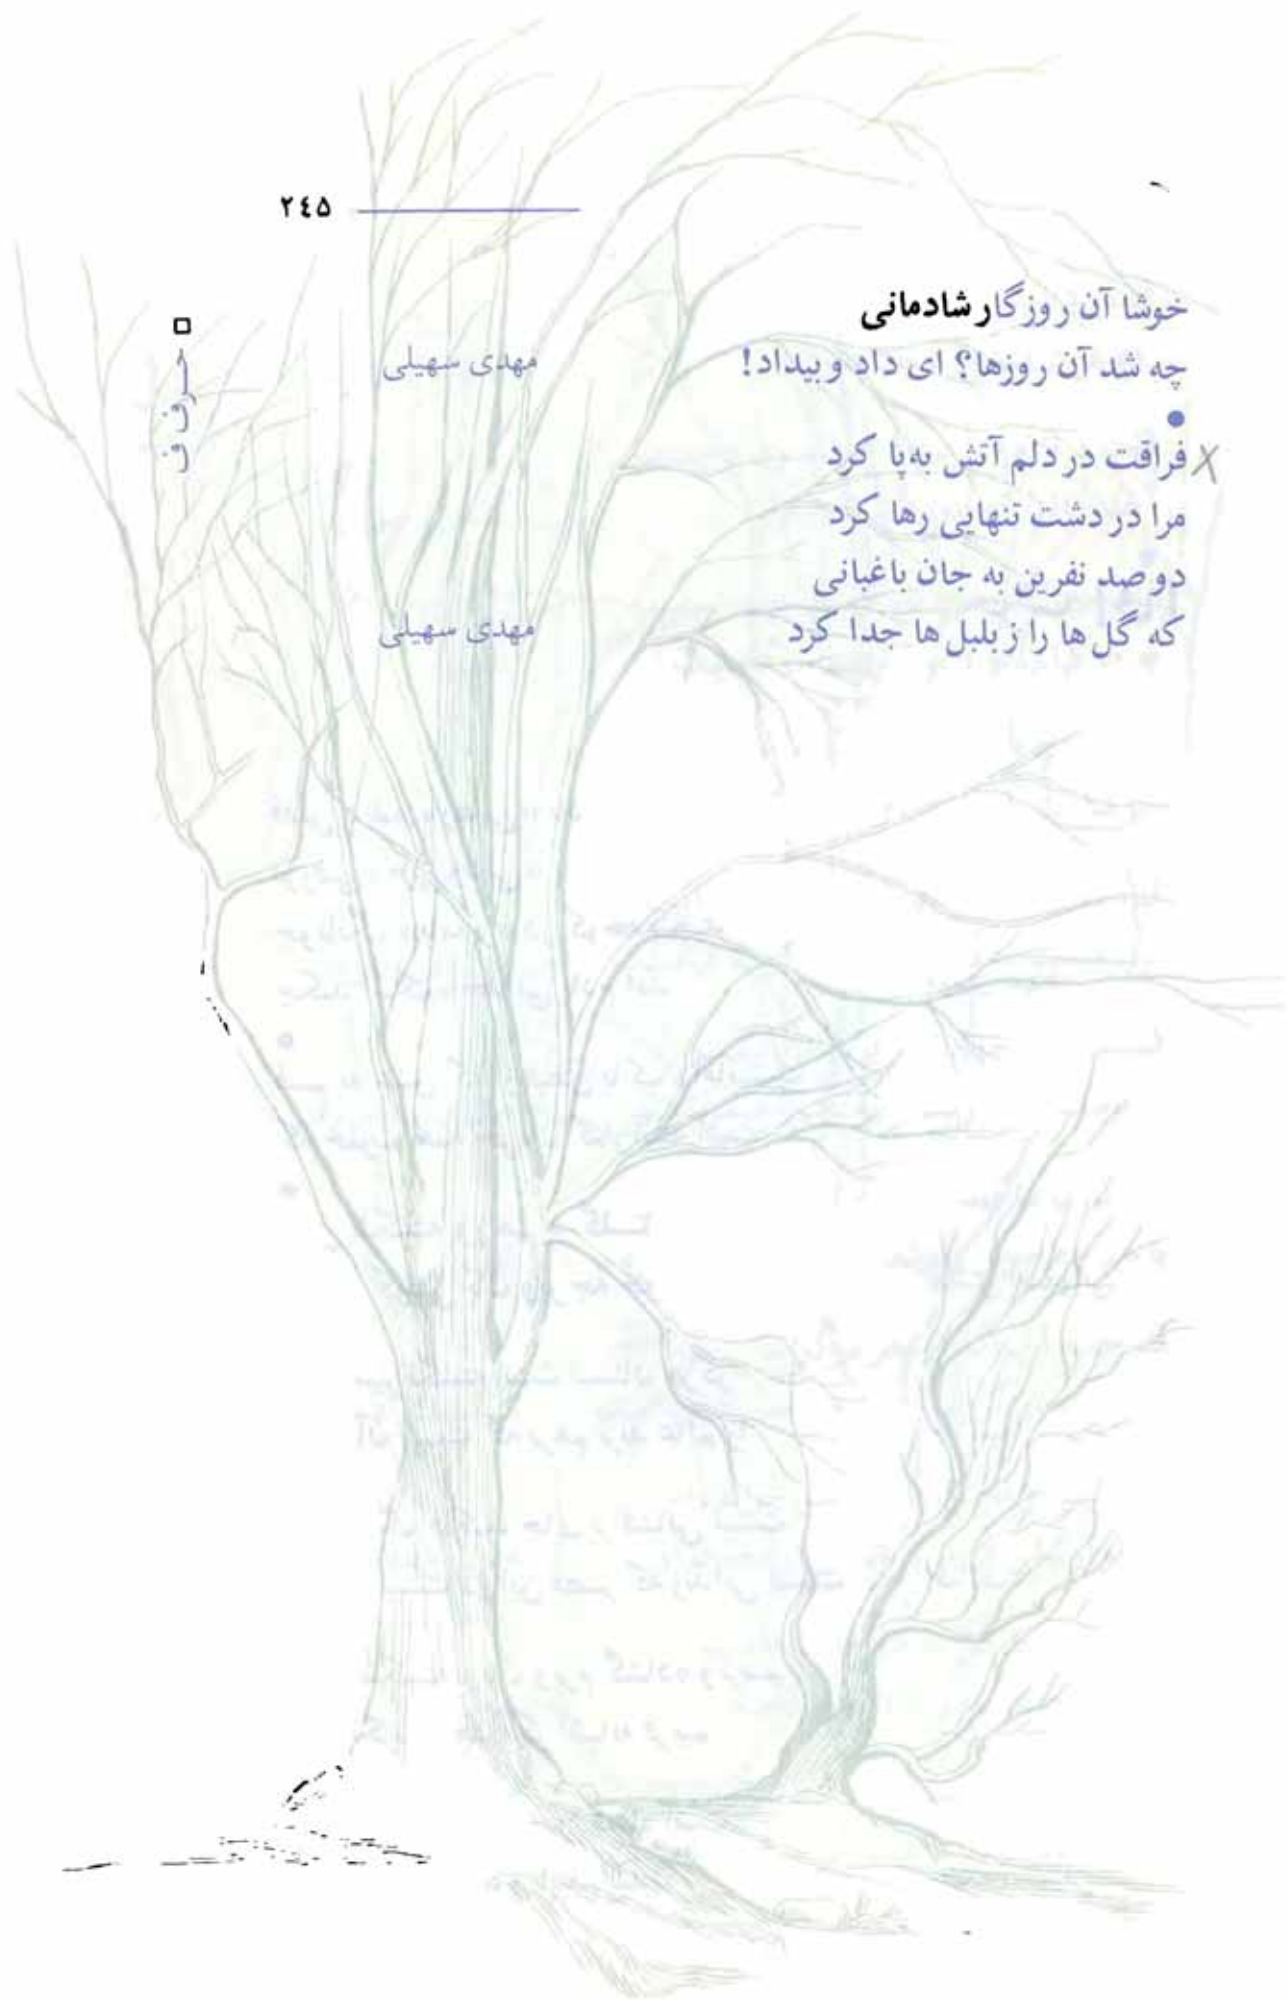 ۲۴۵
□ حرف ف
خوشا آن روزگار شادمانی
چه شد آن روزها؟ ای داد و بیداد! مهدی سهیلی
●
فراقت در دلم آتش به‌پا کرد
مرا در دشت تنهایی رها کرد
دو صد نفرین به جان باغبانی
که گل‌ها را ز بلبل‌ها جدا کرد مهدی سهیلی